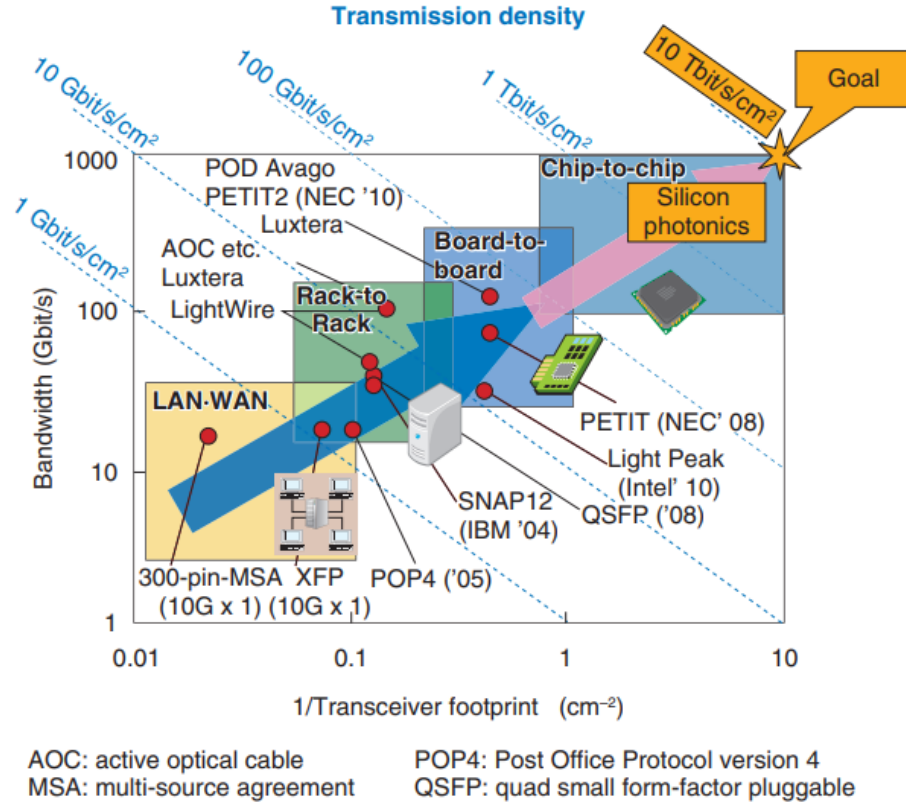 Transmission density
10 Gbit/s/cm²
100 Gbit/s/cm²
1 Tbit/s/cm²
10 Tbit/s/cm²
Goal
1 Gbit/s/cm²
1000
100
10
1
Bandwidth (Gbit/s)
POD Avago
PETIT2 (NEC '10)
Luxtera
AOC etc.
Luxtera
LightWire
Chip-to-chip
Silicon
photonics
Board-to-
board
Rack-to
Rack
LAN·WAN
PETIT (NEC' 08)
Light Peak
(Intel' 10)
QSFP ('08)
SNAP12
(IBM '04)
POP4 ('05)
300-pin-MSA
(10G x 1)
XFP
(10G x 1)
0.01
0.1
1
10
1/Transceiver footprint (cm⁻²)
AOC: active optical cable
POP4: Post Office Protocol version 4
MSA: multi-source agreement
QSFP: quad small form-factor pluggable